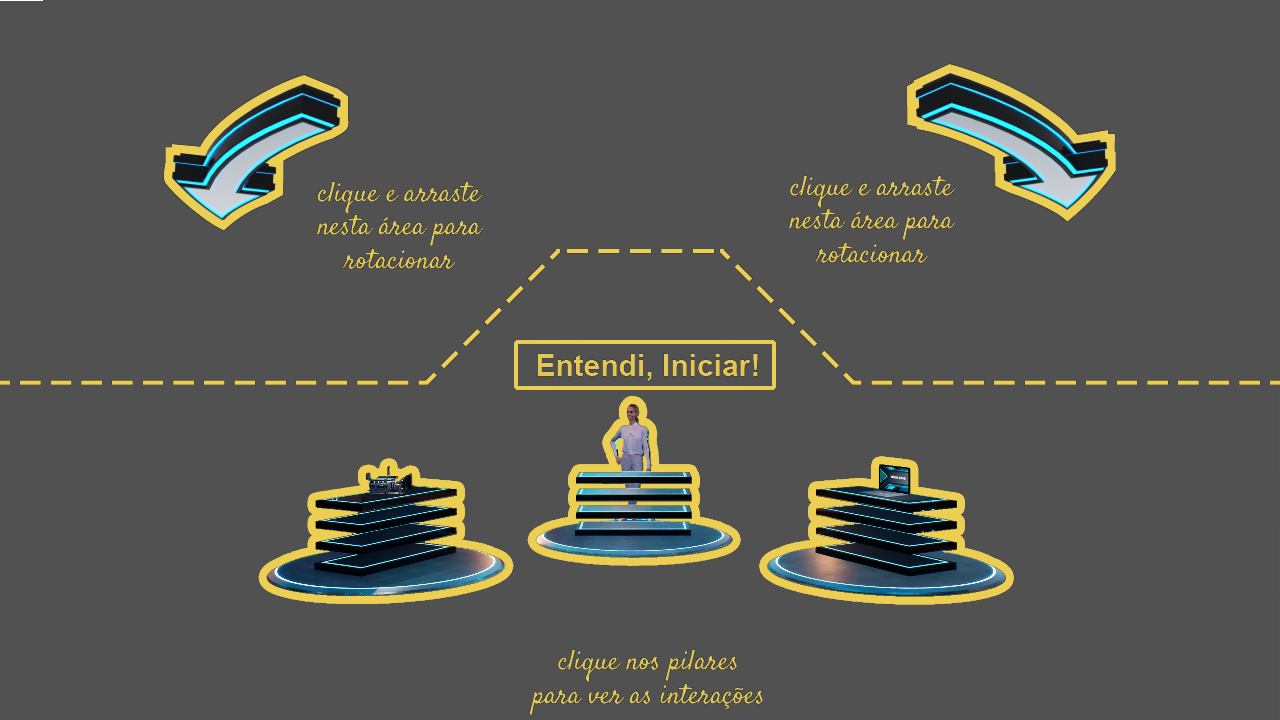 clique e arraste
nesta área para
rotacionar
clique e arraste
nesta área para
rotacionar
Entendi, Iniciar!
clique nos pilares
para ver as interações